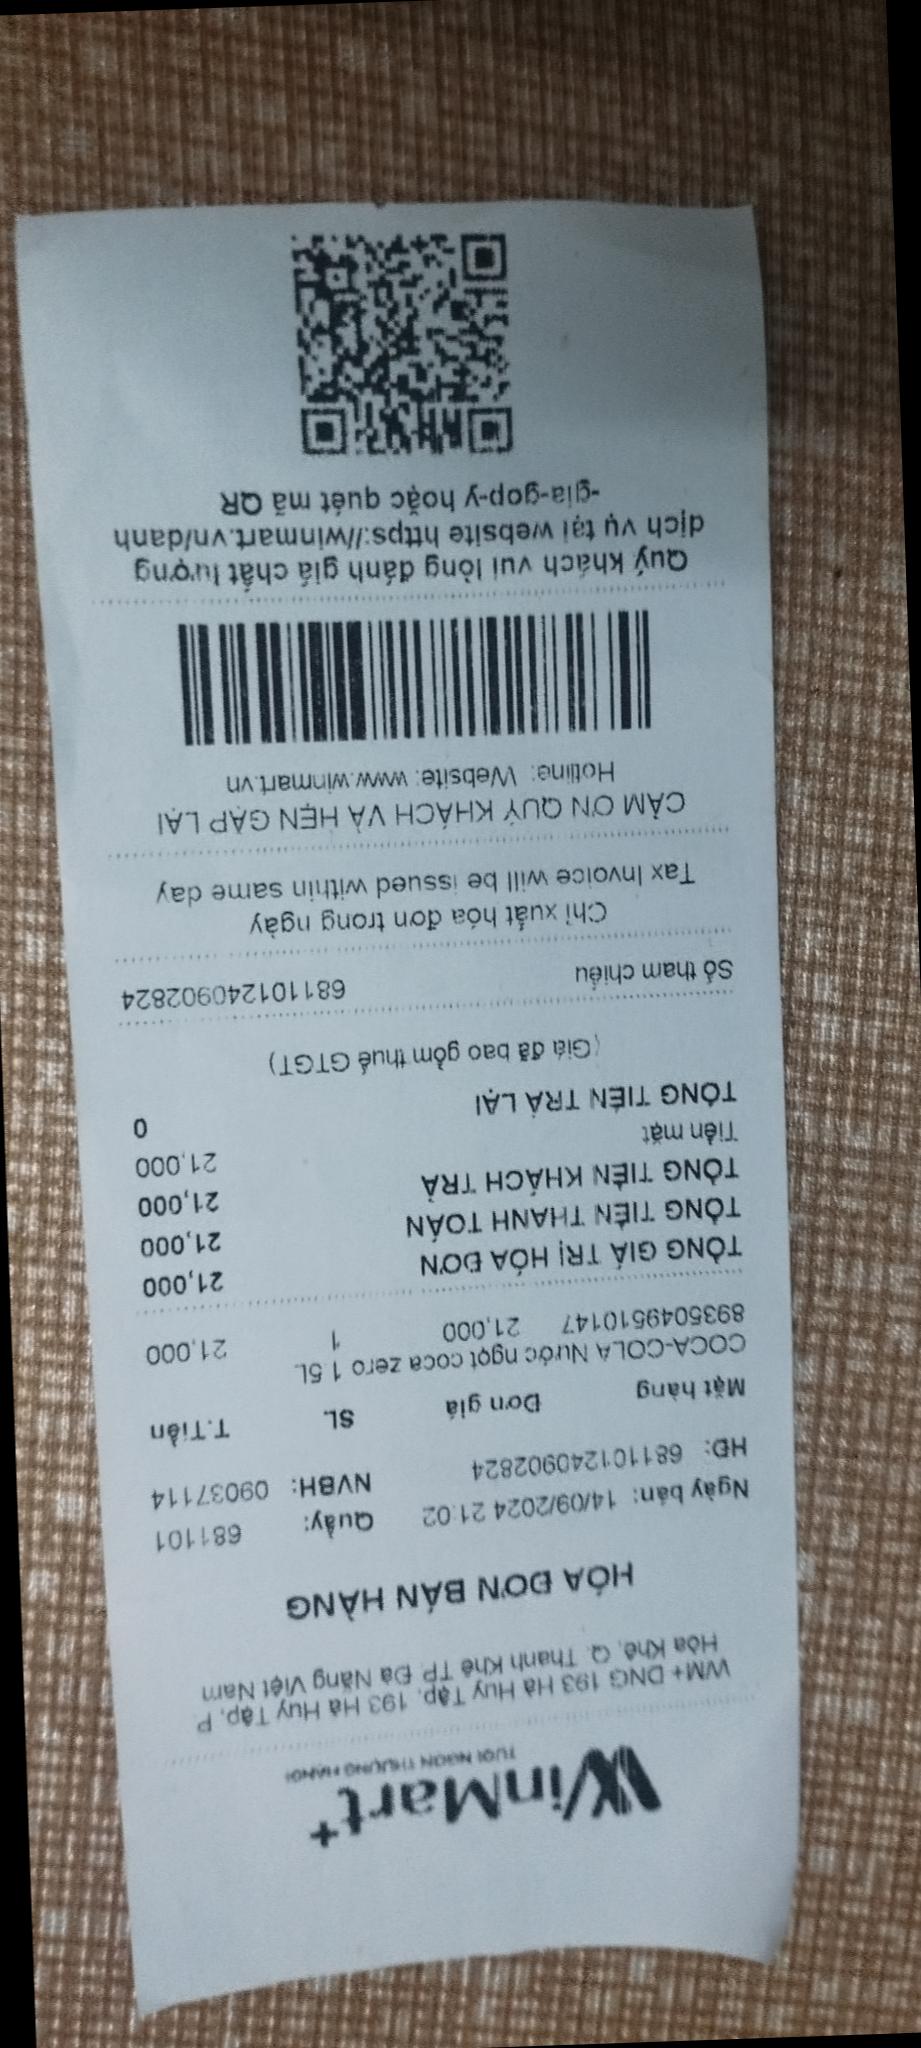 WinMart+
TƯƠI NGON THƯỢNG HẠNG
WM+ DNG 193 Hà Huy Tập, 193 Hà Huy Tập, P
Hòa Khê, Q. Thanh Khê TP. Đà Nẵng Việt Nam
HÓA ĐƠN BÁN HÀNG
Ngày bán: 14/09/2024 21:02 Quầy: 681101
HĐ: 681101240902824 NVBH: 09037114
Mặt hàng Đơn giá SL. T.Tiền
COCA-COLA Nước ngọt coca zero 1.5L
8935049510147 21,000 1 21,000
TỔNG GIÁ TRỊ HÓA ĐƠN 21,000
TỔNG TIỀN THANH TOÁN 21,000
TỔNG TIỀN KHÁCH TRẢ 21,000
Tiền mặt 21,000
TỔNG TIỀN TRẢ LẠI 0
(Giá đã bao gồm thuế GTGT)
Số tham chiếu 681101240902824
Chỉ xuất hóa đơn trong ngày
Tax Invoice will be issued within same day
CẢM ƠN QUÝ KHÁCH VÀ HẸN GẶP LẠI
Hotline: Website: www.winmart.vn
Quý khách vui lòng đánh giá chất lượng
dịch vụ tại website https://winmart.vn/danh
-gia-gop-y hoặc quét mã QR